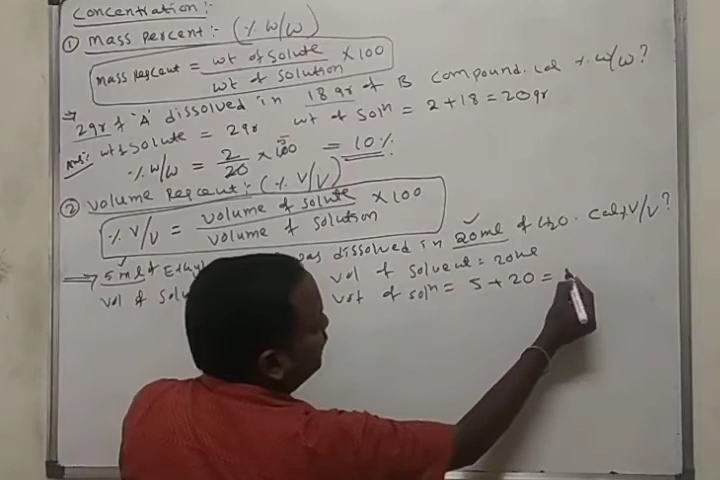 Concentration:-
① Mass percent:- (% w/w)
Mass Percent = wt of solute / wt of solution × 100
→ 2gr of 'A' dissolved in 18 gr of B compound. Cal % w/w?
Ans: wt of solute = 2gr wt of soln = 2+18 = 20gr
% w/w = 2/20 × 100 = 10%
② Volume Percent:- (% V/V)
% V/V = volume of solute / volume of solution × 100
→ 5 ml of Ethyl was dissolved in 20ml of H2O. Cal % V/V?
vol of Solu vol of solvent = 20ml
vol of soln = 5 + 20 =